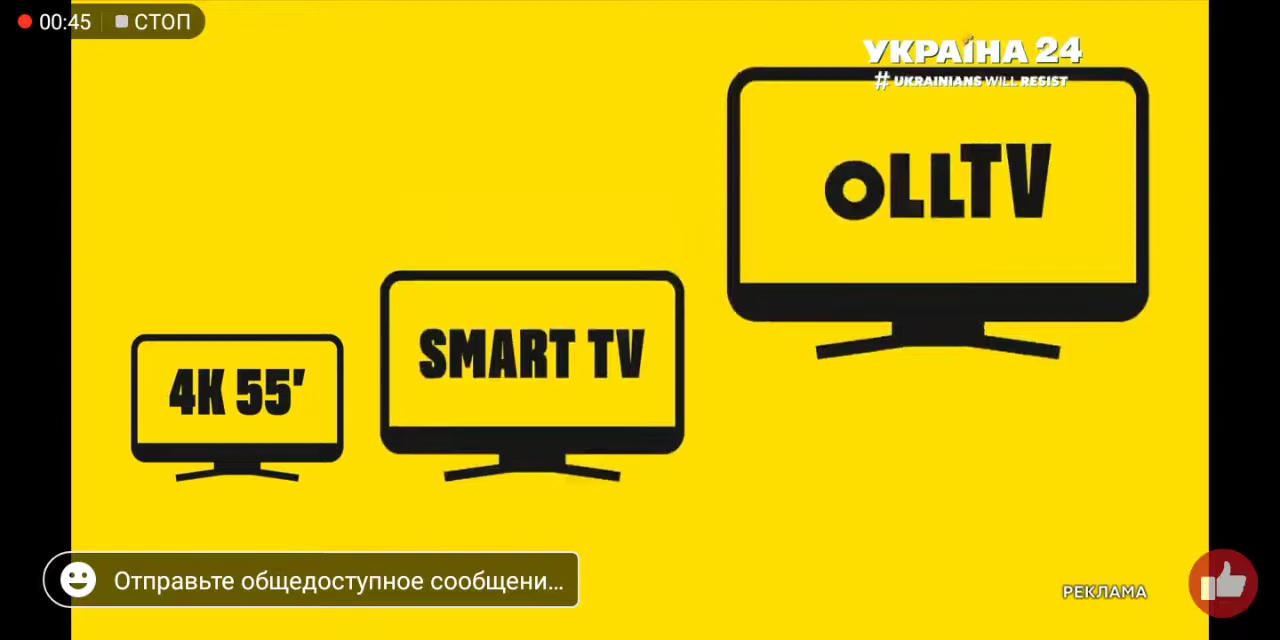 00:45 СТОП
УКРАЇНА 24
# UKRAINIANS WILL RESIST
oLLTV
SMART TV
4K 55'
Отправьте общедоступное сообщени...
РЕКЛАМА